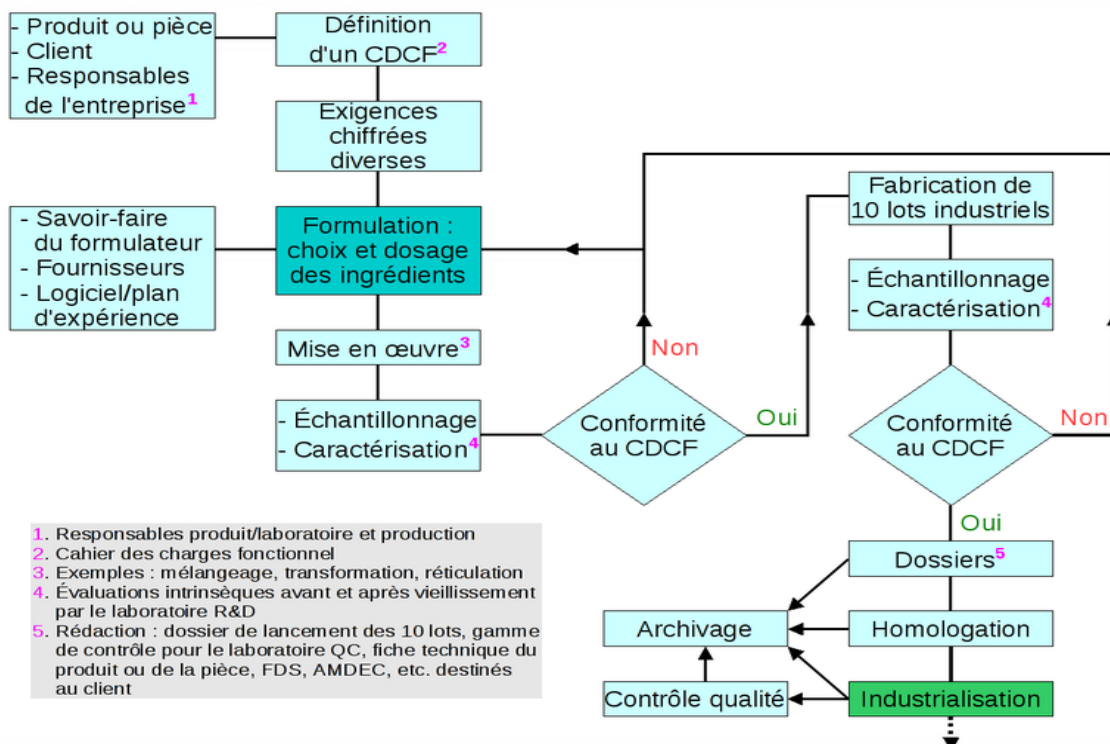 - Produit ou pièce
- Client
- Responsables
de l'entreprise1
Définition
d'un CDCF2
Exigences
chiffrées
diverses
- Savoir-faire
du formulateur
- Fournisseurs
- Logiciel/plan
d'expérience
Formulation :
choix et dosage
des ingrédients
Mise en œuvre3
- Échantillonnage
- Caractérisation4
Conformité
au CDCF
Non
Oui
Fabrication de
10 lots industriels
- Échantillonnage
- Caractérisation4
Conformité
au CDCF
Non
Oui
Dossiers5
Homologation
Archivage
Industrialisation
Contrôle qualité
1. Responsables produit/laboratoire et production
2. Cahier des charges fonctionnel
3. Exemples : mélangeage, transformation, réticulation
4. Évaluations intrinsèques avant et après vieillissement
par le laboratoire R&D
5. Rédaction : dossier de lancement des 10 lots, gamme
de contrôle pour le laboratoire QC, fiche technique du
produit ou de la pièce, FDS, AMDEC, etc. destinés
au client